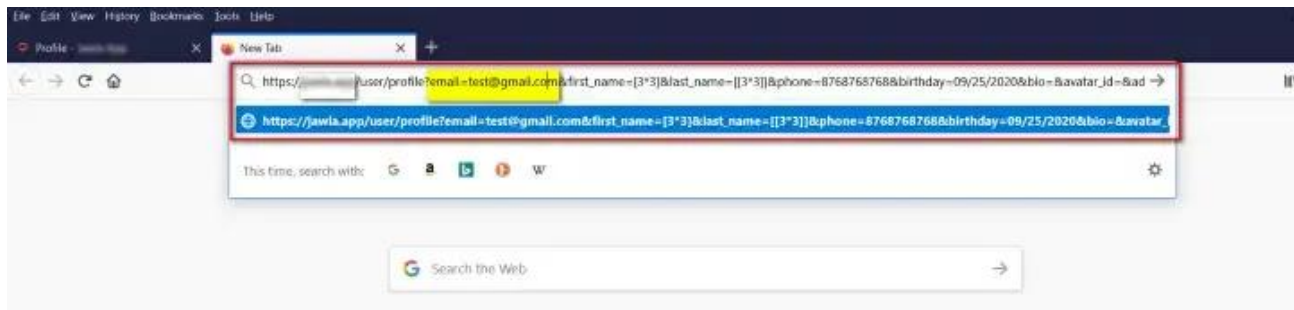 File Edit View History Bookmarks Tools Help
Profile - New Tab
https:/ /user/profile?email=test@gmail.com&first_name=[3*3]&last_name=[[3*3]]&phone=8768768768&birthday=09/25/2020&bio=&avatar_id=&ad
https://jawla.app/user/profile?email=test@gmail.com&first_name=[3*3]&last_name=[[3*3]]&phone=8768768768&birthday=09/25/2020&bio=&avatar_
This time, search with: G a b W
G Search the Web